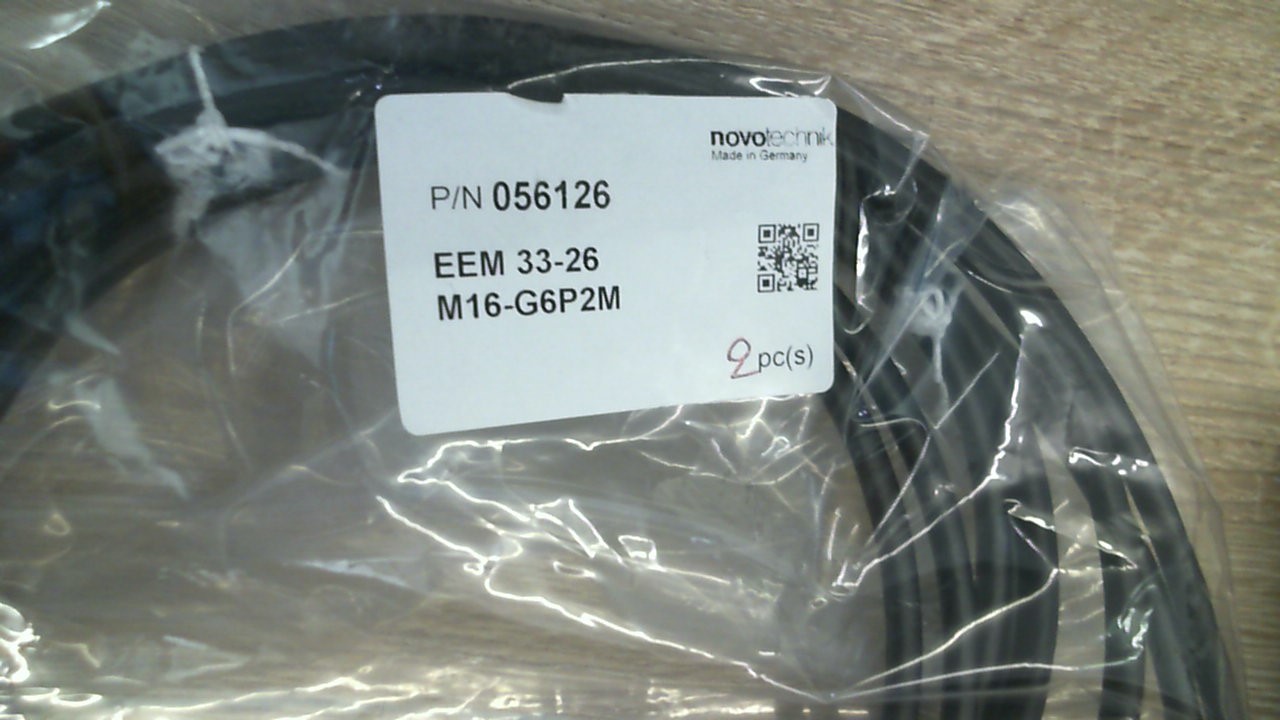 novotechnik
Made in Germany
P/N 056126
EEM 33-26
M16-G6P2M
2 pc(s)